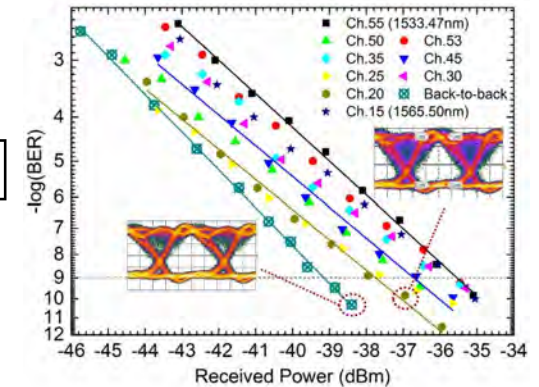 Ch.55 (1533.47nm)
Ch.50 Ch.53
Ch.35 Ch.45
Ch.25 Ch.30
Ch.20 Back-to-back
Ch.15 (1565.50nm)
-log(BER)
3
4
5
6
7
8
9
10
11
12
-46 -45 -44 -43 -42 -41 -40 -39 -38 -37 -36 -35 -34
Received Power (dBm)